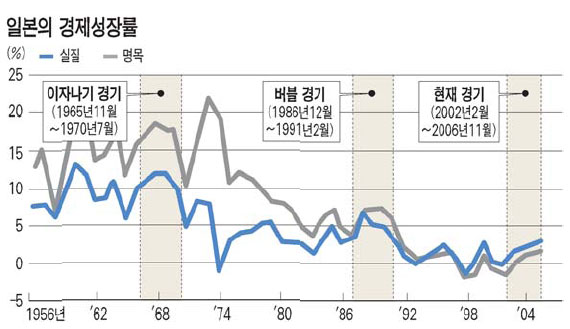 일본의 경제성장률
(%)
실질
명목
25
20
15
10
5
0
−5
이자나기 경기
(1965년11월
~1970년7월)
버블 경기
(1986년12월
~1991년2월)
현재 경기
(2002년2월
~2006년11월)
1956년 ’62 ’68 ’74 ’80 ’86 ’92 ’98 ’04